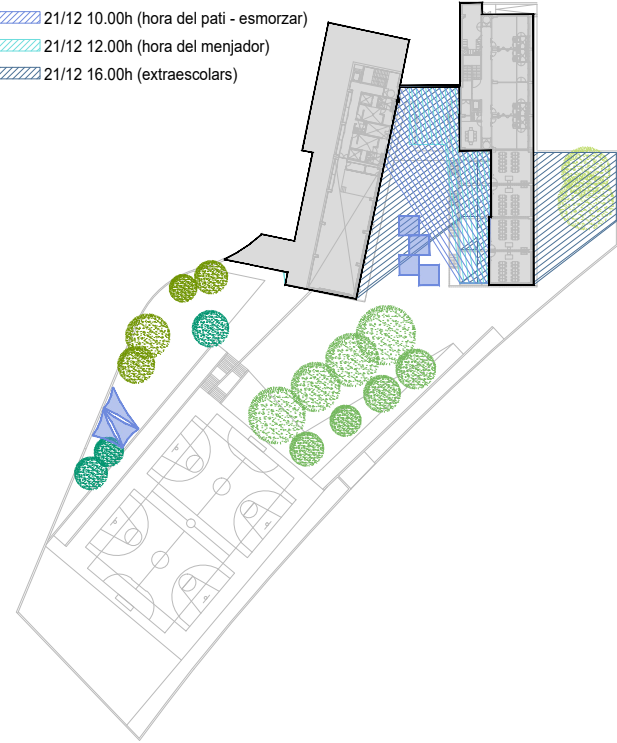 21/12 10.00h (hora del pati - esmorzar)
21/12 12.00h (hora del menjador)
21/12 16.00h (extraescolars)